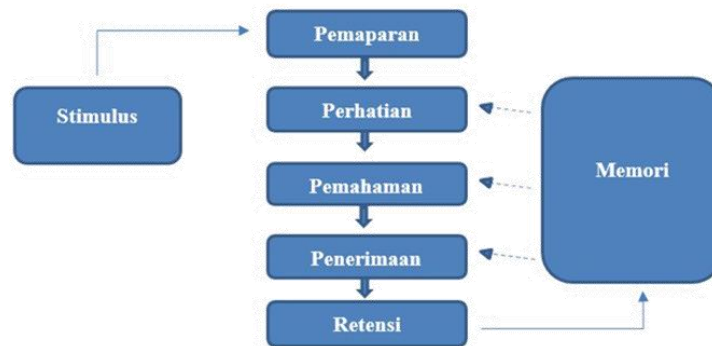 Pemaparan
Stimulus
Perhatian
Pemahaman
Memori
Penerimaan
Retensi